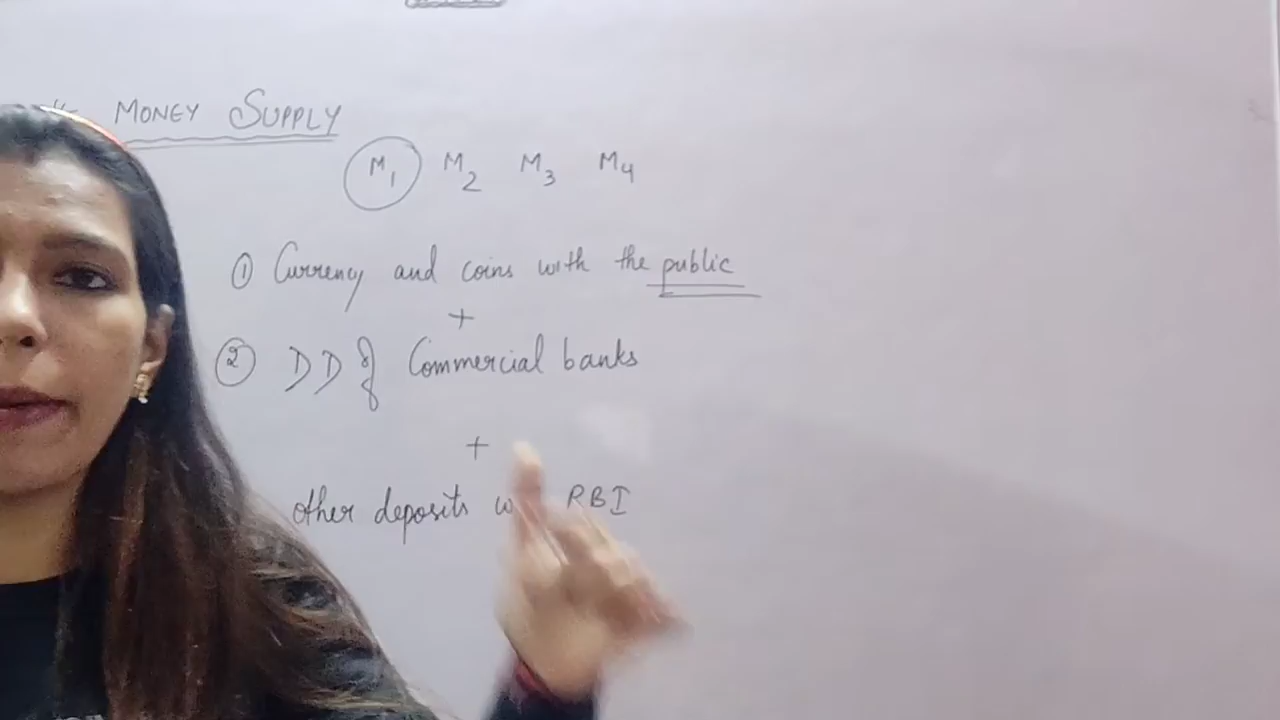 MONEY SUPPLY
M1 M2 M3 M4
① Currency and coins with the public
+
② DD of Commercial banks
+
other deposits RBI